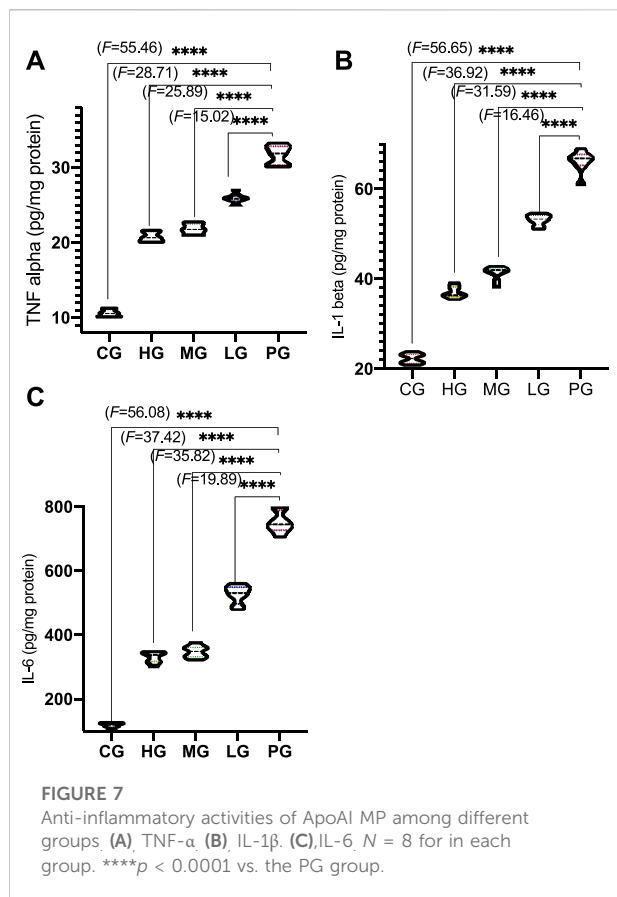 (F=55.46) ****
A
(F=28.71) ****
(F=25.89) ****
(F=15.02) ****
TNF alpha (pg/mg protein)
30
20
10
CG HG MG LG PG
(F=56.65) ****
B
(F=36.92) ****
(F=31.59) ****
(F=16.46) ****
IL-1 beta (pg/mg protein)
60
40
20
CG HG MG LG PG
C
(F=56.08) ****
(F=37.42) ****
(F=35.82) ****
(F=19.89) ****
IL-6 (pg/mg protein)
800
600
400
200
CG HG MG LG PG
FIGURE 7
Anti-inflammatory activities of ApoAI MP among different
groups. (A), TNF-α, (B), IL-1β. (C),IL-6, N = 8 for in each
group. ****p < 0.0001 vs. the PG group.